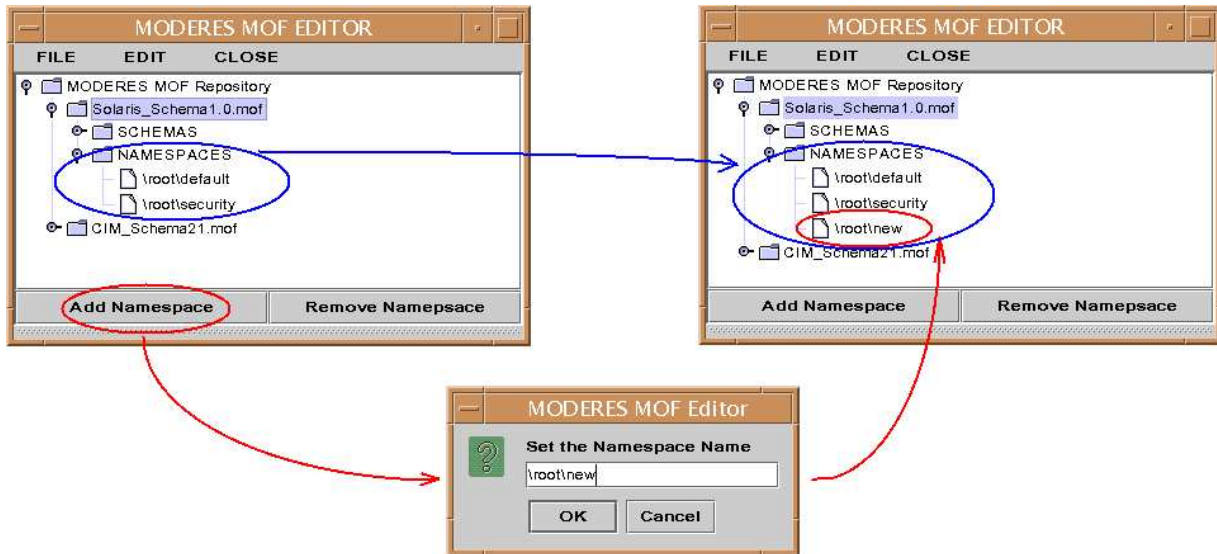 MODERES MOF EDITOR
FILE EDIT CLOSE
MODERES MOF Repository
Solaris_Schema1.0.mof
SCHEMAS
NAMESPACES
\root\default
\root\security
CIM_Schema21.mof
Add Namespace Remove Namepsace
MODERES MOF EDITOR
FILE EDIT CLOSE
MODERES MOF Repository
Solaris_Schema1.0.mof
SCHEMAS
NAMESPACES
\root\default
\root\security
\root\new
CIM_Schema21.mof
Add Namespace Remove Namepsace
MODERES MOF Editor
Set the Namespace Name
\root\new
OK Cancel